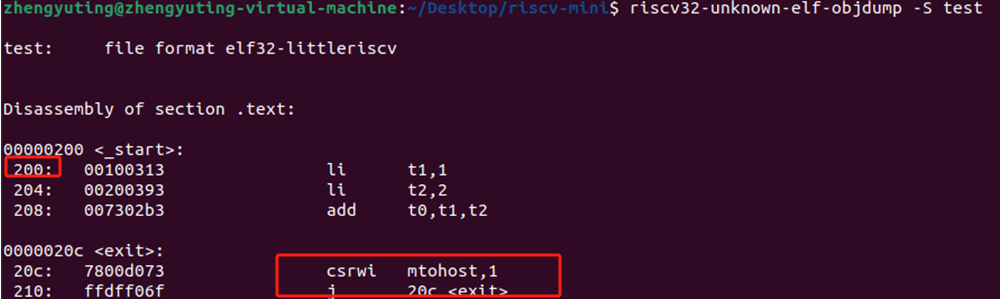 zhengyuting@zhengyuting-virtual-machine:~/Desktop/riscv-mini$ riscv32-unknown-elf-objdump -S test
test:     file format elf32-littleriscv
Disassembly of section .text:
00000200 <_start>:
 200:   00100313                li      t1,1
 204:   00200393                li      t2,2
 208:   007302b3                add     t0,t1,t2
0000020c <exit>:
 20c:   7800d073                csrwi   mtohost,1
 210:   ffdff06f                j       20c <exit>